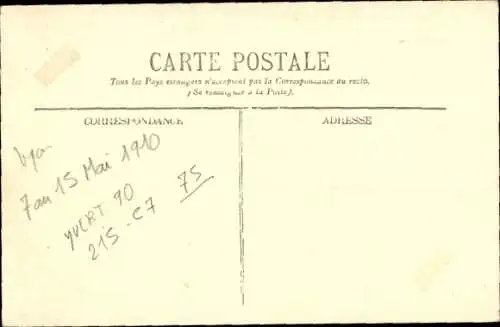 CARTE POSTALE
Tous les Pays étrangers n'acceptent pas la Correspondance au recto.
(Se renseigner à la Poste).
CORRESPONDANCE
ADRESSE
Lyon
7 au 15 Mai 1910
75
YVERT 90
215-C7